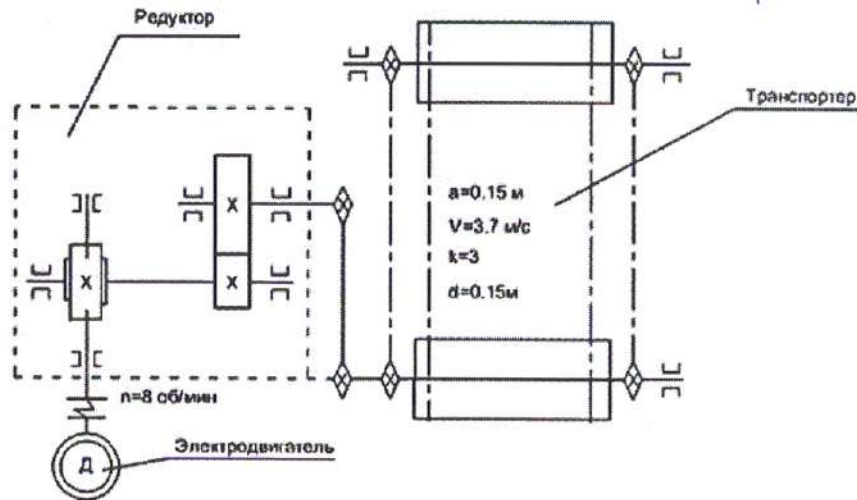 Редуктор
Транспортер
a=0.15 м
V=3.7 м/с
k=3
d=0.15м
X
X
X
n=8 об/мин
Электродвигатель
Д